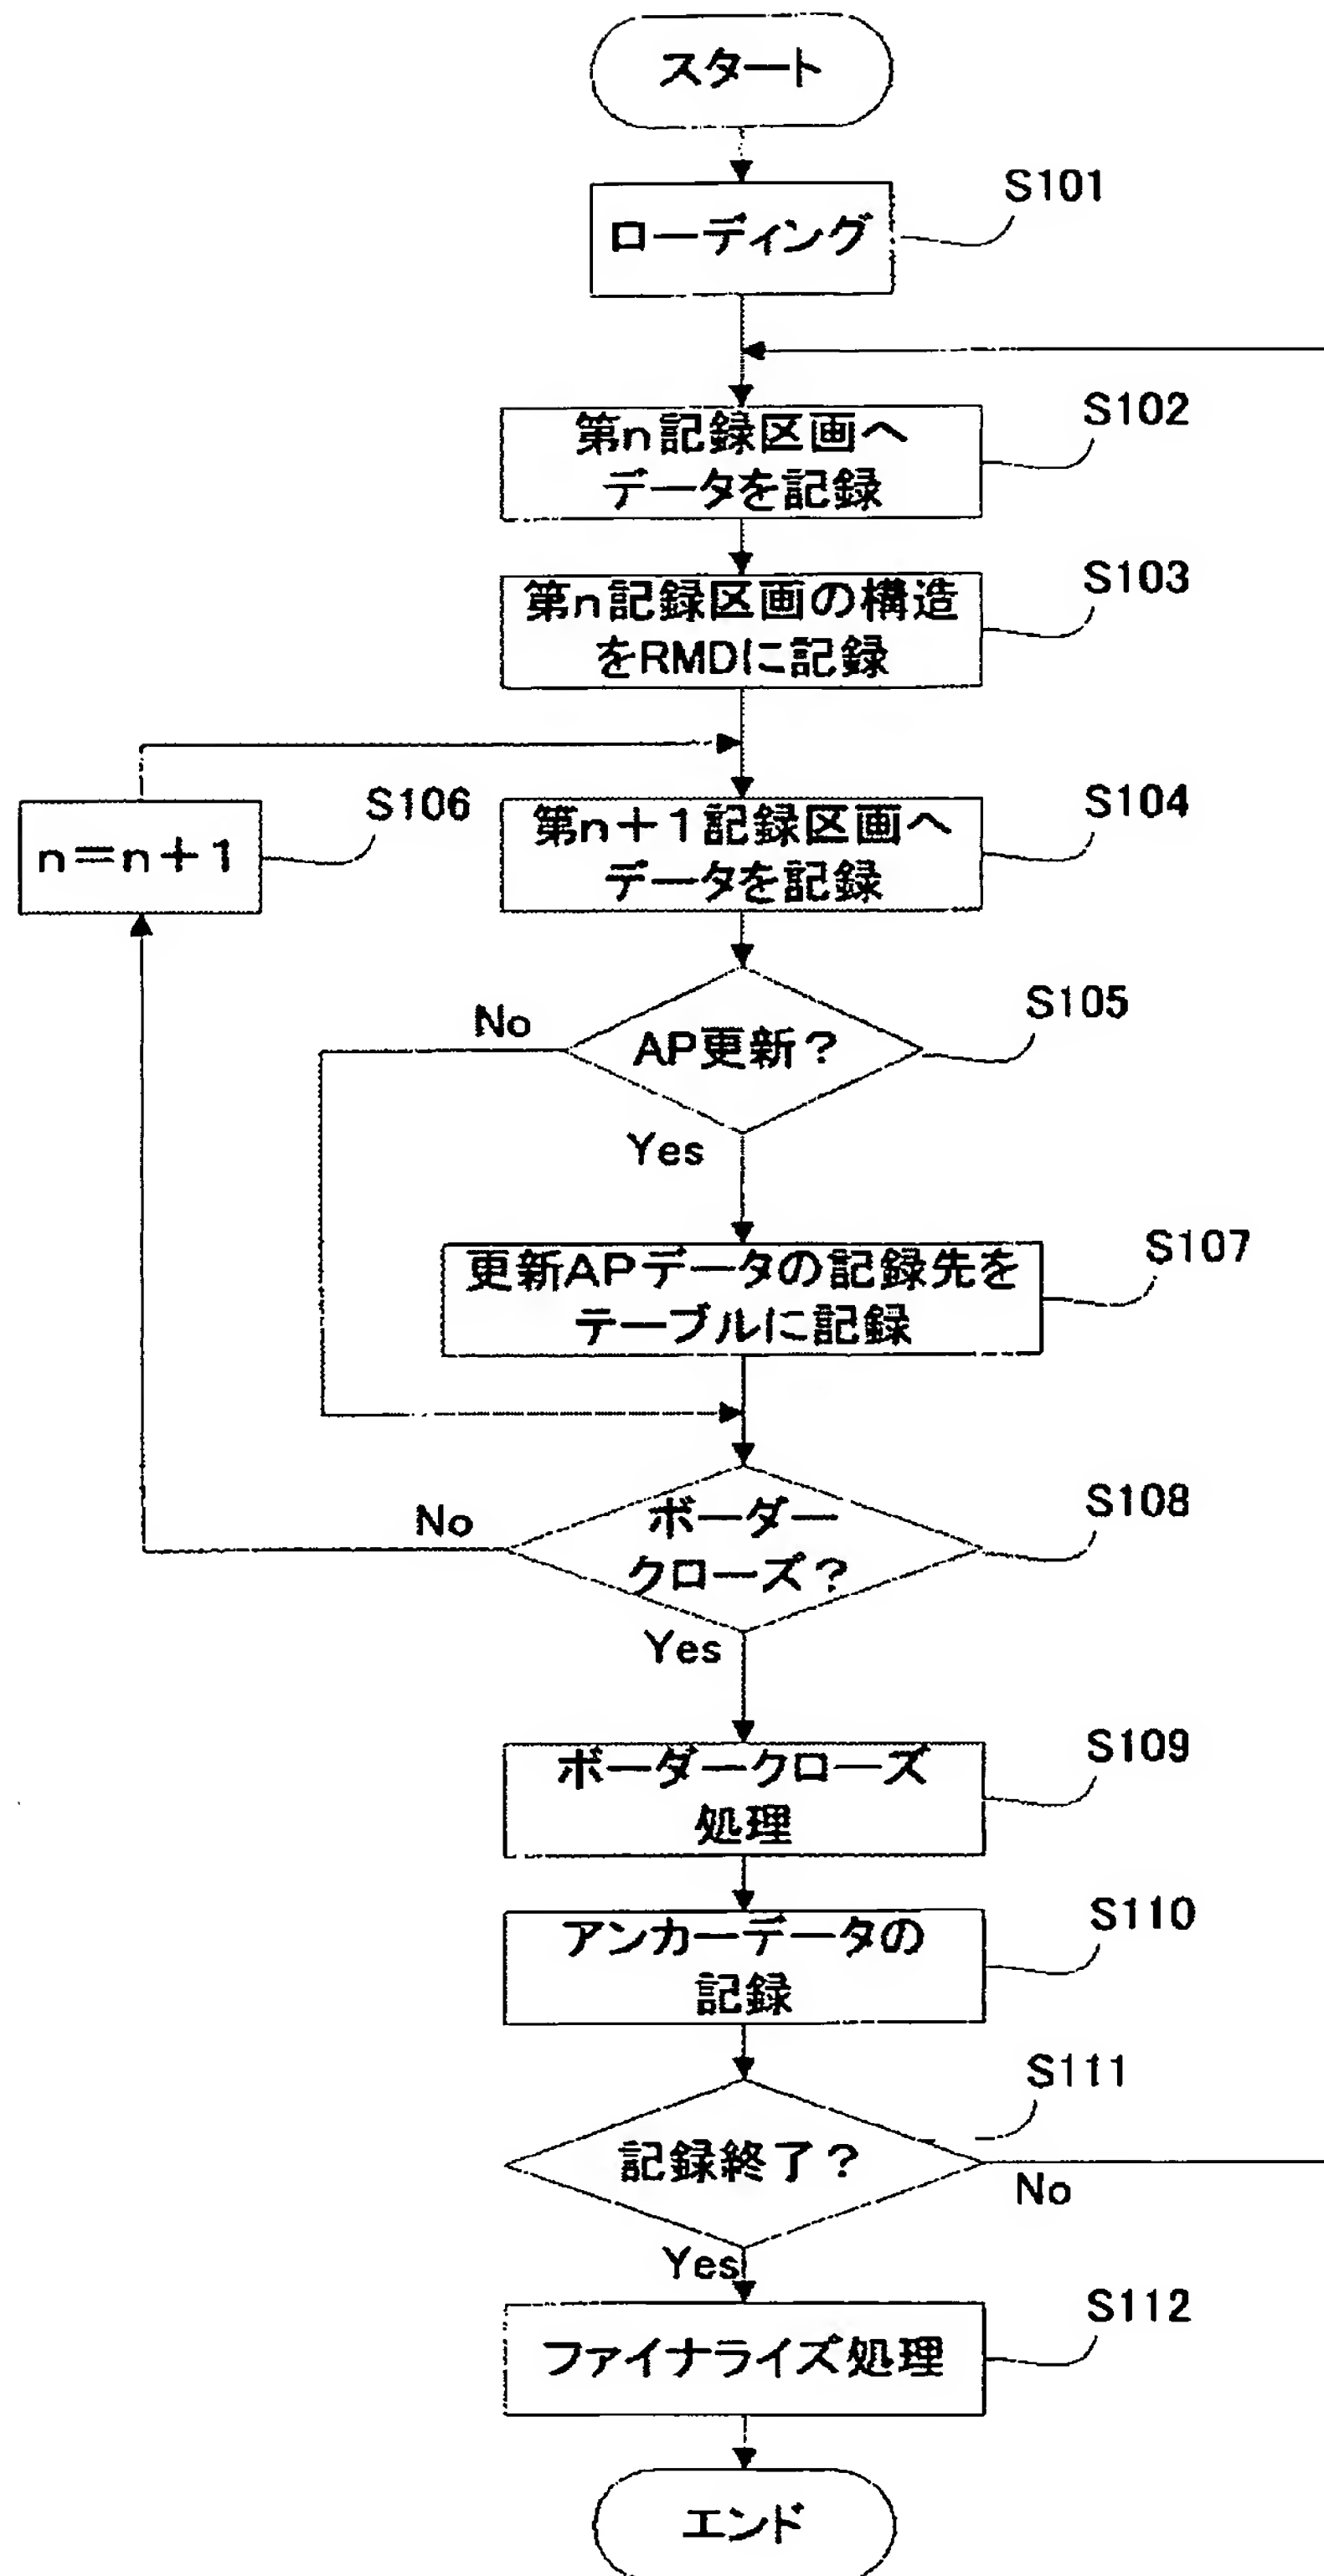 スタート
S101
ローディング
S102
第n記録区画へ
データを記録
S103
第n記録区画の構造
をRMDに記録
S106
n=n+1
S104
第n+1記録区画へ
データを記録
S105
No
AP更新?
Yes
S107
更新APデータの記録先を
テーブルに記録
S108
No
ボーダー
クローズ?
Yes
S109
ボーダークローズ
処理
S110
アンカーデータの
記録
S111
記録終了?
No
Yes
S112
ファイナライズ処理
エンド